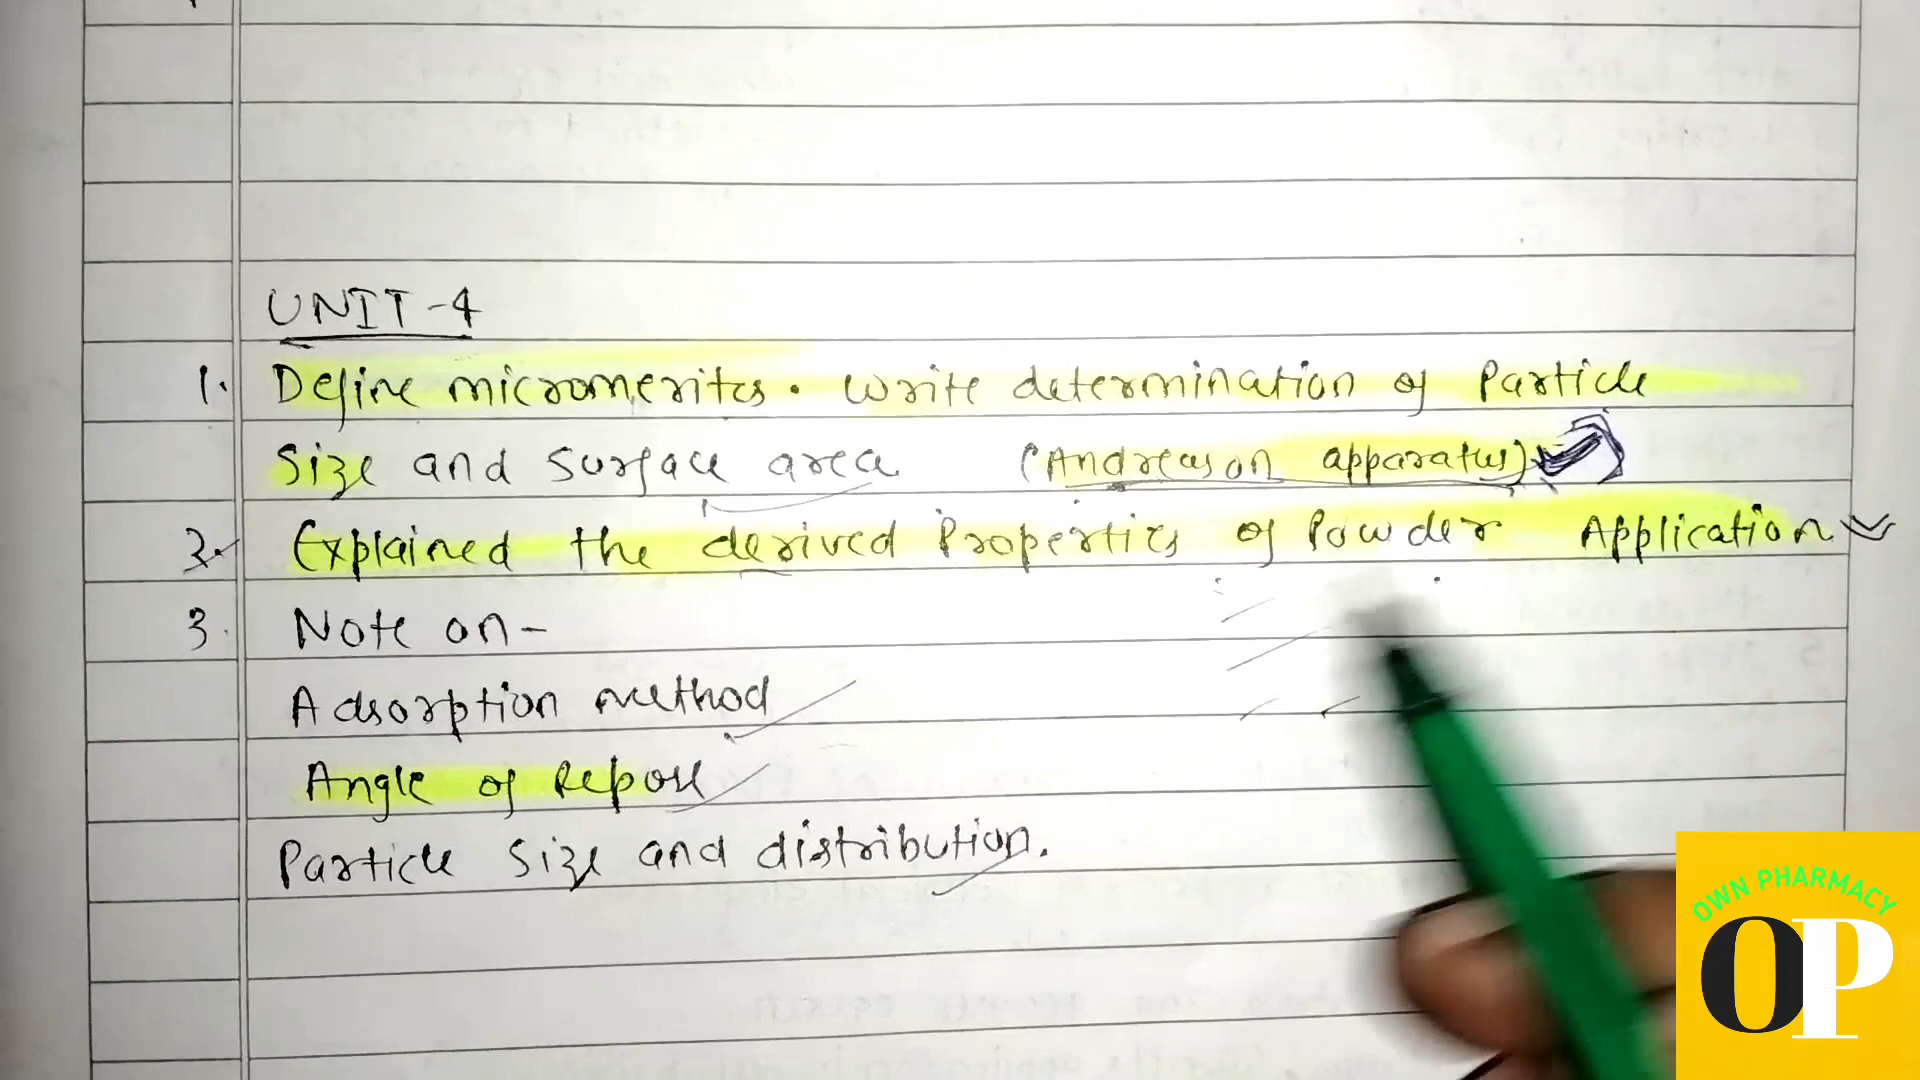 UNIT-4
1. Define micromeritcs. Write determination of Particle
Size and surface area (Andreason apparatus)
2. Explained the derived Properties of Powder Application
3. Note on-
Adsorption method
Angle of Repose
Particle Size and distribution.
OWN PHARMACY
OP